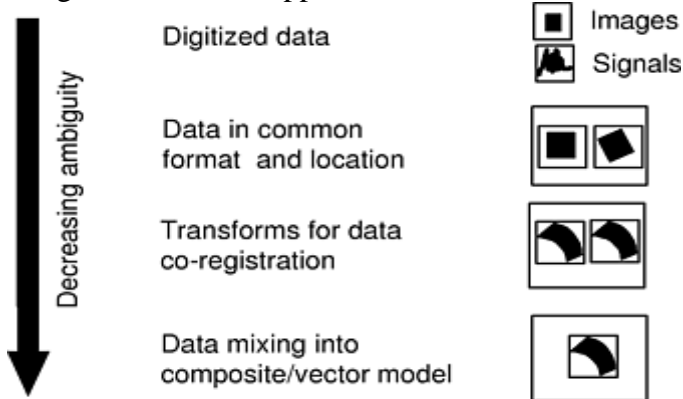 Digitized data
Images
Signals
Decreasing ambiguity
Data in common
format and location
Transforms for data
co-registration
Data mixing into
composite/vector model